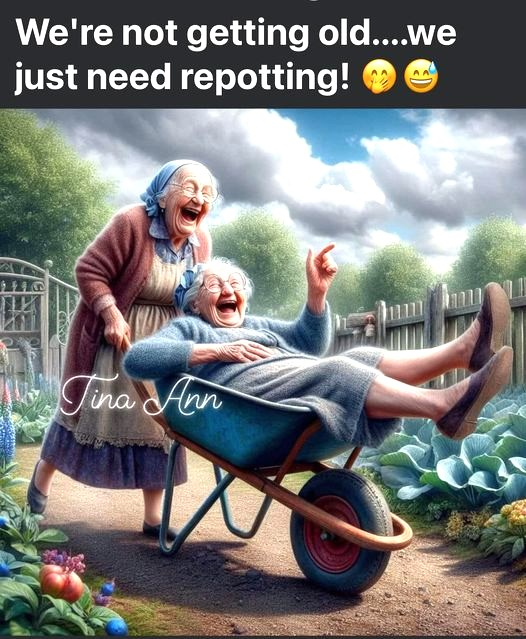 We're not getting old....we
just need repotting! 🤭😅
Tina Ann